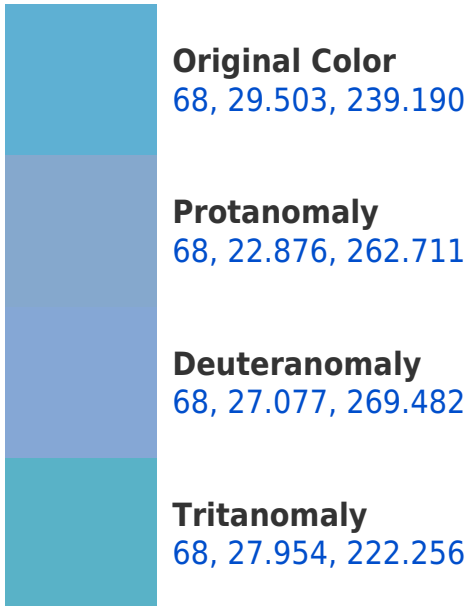 Original Color
68, 29.503, 239.190
Protanomaly
68, 22.876, 262.711
Deuteranomaly
68, 27.077, 269.482
Tritanomaly
68, 27.954, 222.256